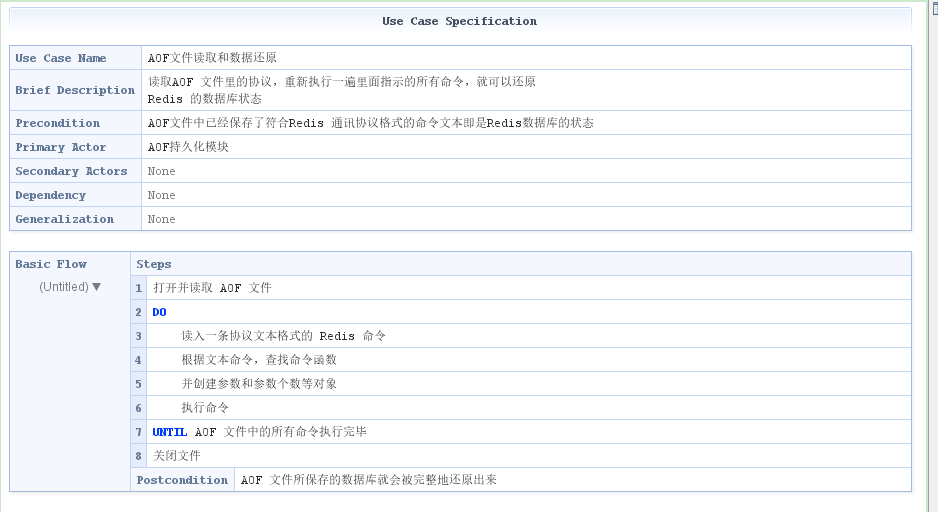 Use Case Specification
Use Case Name AOF文件读取和数据还原
Brief Description 读取AOF 文件里的协议，重新执行一遍里面指示的所有命令，就可以还原
Redis 的数据库状态
Precondition AOF文件中已经保存了符合Redis 通讯协议格式的命令文本即是Redis数据库的状态
Primary Actor AOF持久化模块
Secondary Actors None
Dependency None
Generalization None
Basic Flow Steps
(Untitled) ▼
1 打开并读取 AOF 文件
2 DO
3 读入一条协议文本格式的 Redis 命令
4 根据文本命令，查找命令函数
5 并创建参数和参数个数等对象
6 执行命令
7 UNTIL AOF 文件中的所有命令执行完毕
8 关闭文件
Postcondition AOF 文件所保存的数据库就会被完整地还原出来